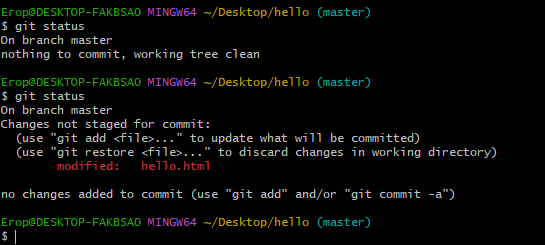 Егор@DESKTOP-FAKBSAO MINGW64 ~/Desktop/hello (master)
$ git status
On branch master
nothing to commit, working tree clean
Егор@DESKTOP-FAKBSAO MINGW64 ~/Desktop/hello (master)
$ git status
On branch master
Changes not staged for commit:
  (use "git add <file>..." to update what will be committed)
  (use "git restore <file>..." to discard changes in working directory)
        modified:   hello.html
no changes added to commit (use "git add" and/or "git commit -a")
Егор@DESKTOP-FAKBSAO MINGW64 ~/Desktop/hello (master)
$